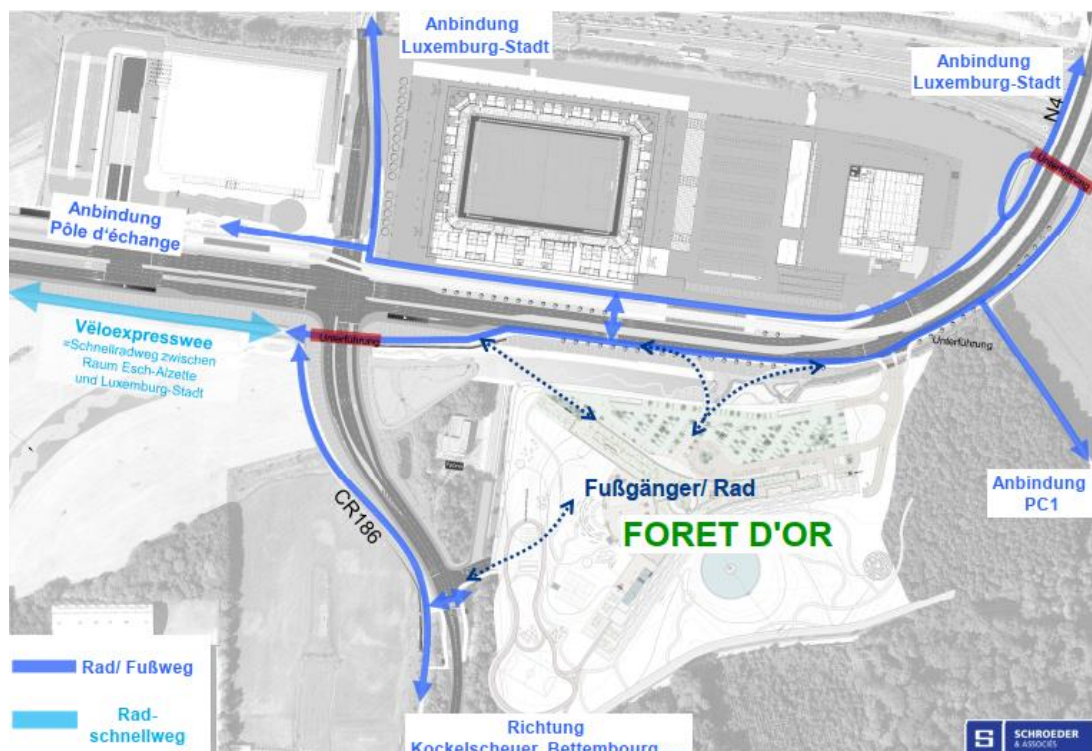 Anbindung
Luxemburg-Stadt
Anbindung
Luxemburg-Stadt
N4
Unterführung
Anbindung
Pôle d'échange
Vëloexpresswee
=Schnellradweg zwischen
Raum Esch-Alzette
und Luxemburg-Stadt
Unterführung
Unterführung
CR186
Fußgänger/ Rad
FORET D'OR
Anbindung
PC1
Rad/ Fußweg
Rad-
schnellweg
Richtung
Kockelscheuer, Bettembourg
S SCHROEDER
& ASSOCIÉS